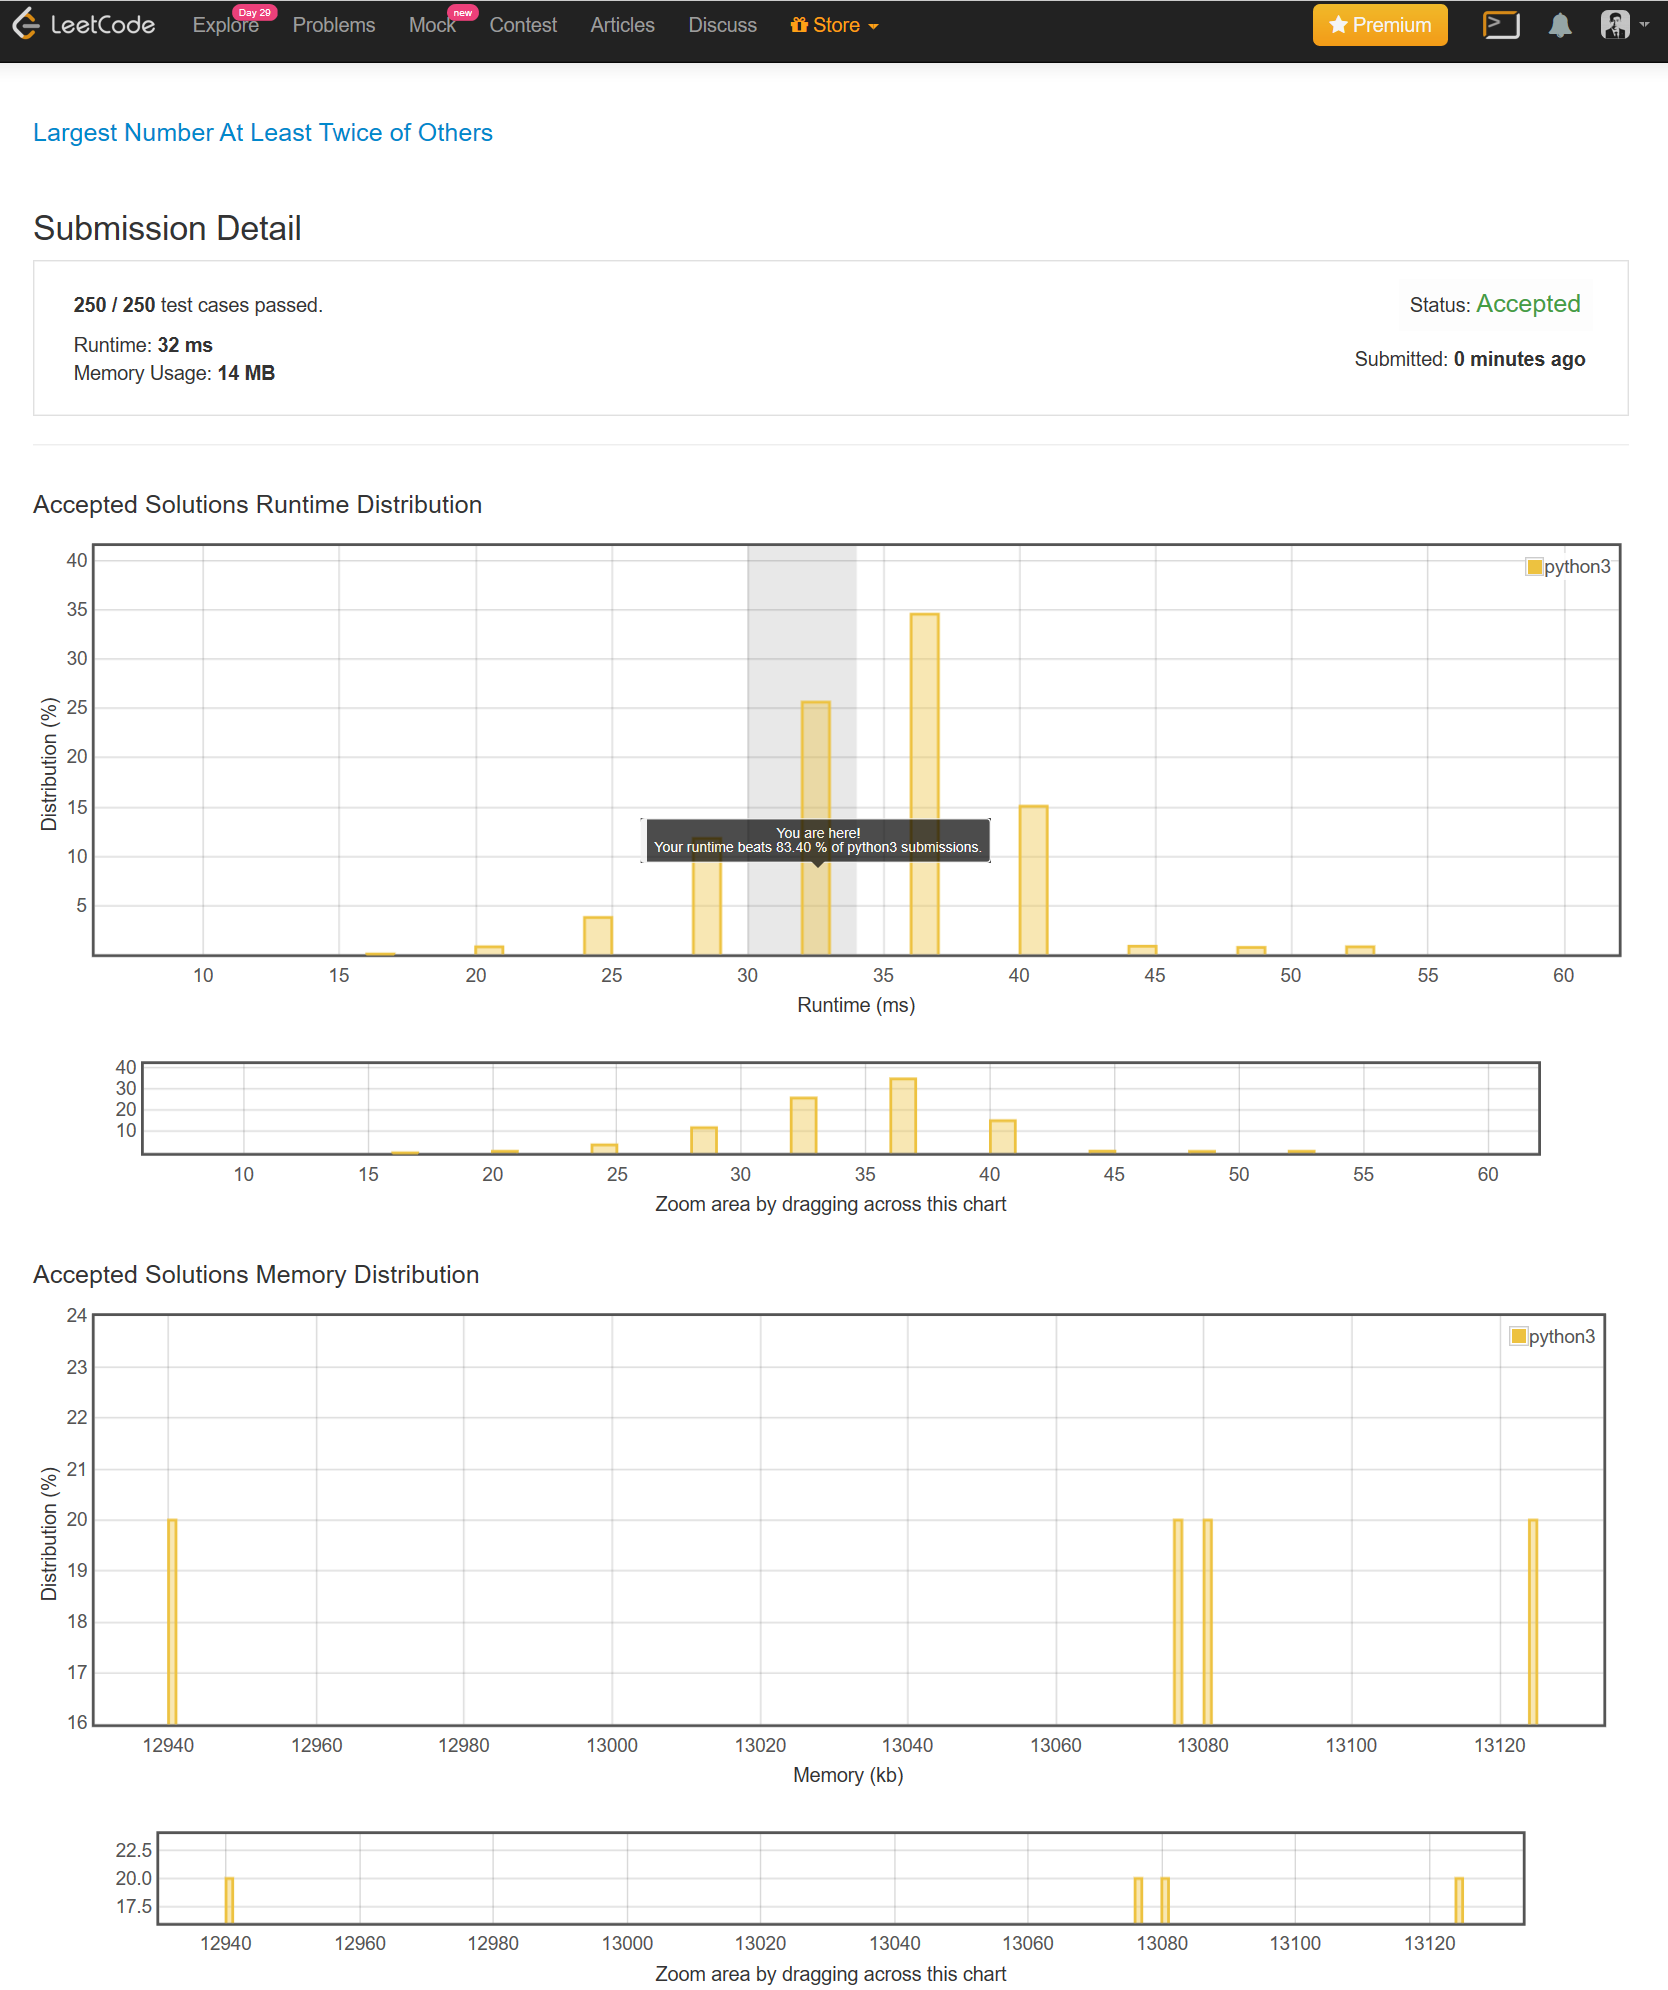 LeetCode Explore Day 29 Problems Mock new Contest Articles Discuss Store Premium
Largest Number At Least Twice of Others
Submission Detail
250 / 250 test cases passed.
Status: Accepted
Runtime: 32 ms
Submitted: 0 minutes ago
Memory Usage: 14 MB
Accepted Solutions Runtime Distribution
40
python3
35
30
25
20
15
10
5
Distribution (%)
You are here!
Your runtime beats 83.40 % of python3 submissions.
10 15 20 25 30 35 40 45 50 55 60
Runtime (ms)
40
30
20
10
10 15 20 25 30 35 40 45 50 55 60
Zoom area by dragging across this chart
Accepted Solutions Memory Distribution
24
python3
23
22
21
20
19
18
17
16
Distribution (%)
12940 12960 12980 13000 13020 13040 13060 13080 13100 13120
Memory (kb)
22.5
20.0
17.5
12940 12960 12980 13000 13020 13040 13060 13080 13100 13120
Zoom area by dragging across this chart